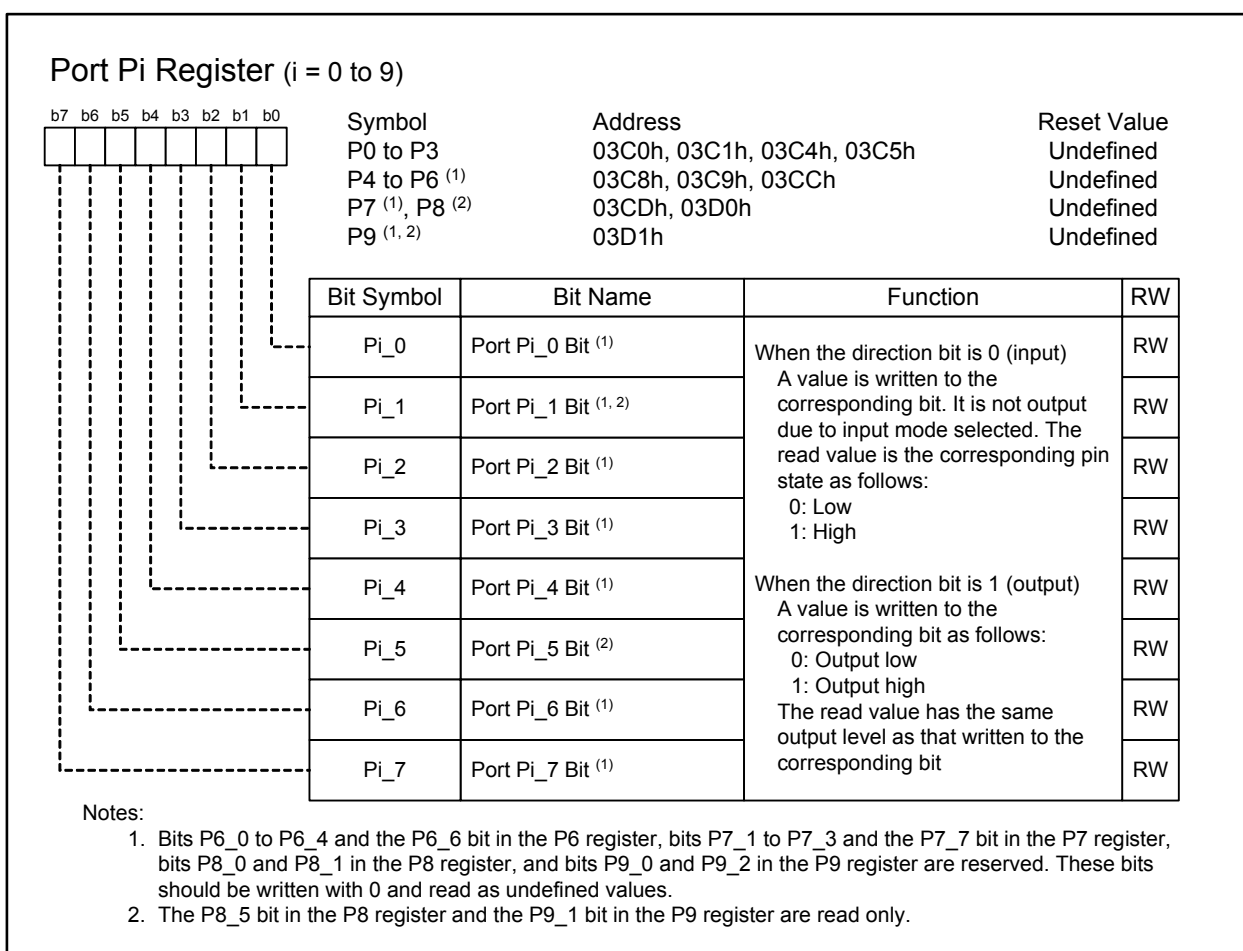 Port Pi Register (i = 0 to 9)
b7 b6 b5 b4 b3 b2 b1 b0
Symbol Address Reset Value
P0 to P3 03C0h, 03C1h, 03C4h, 03C5h Undefined
P4 to P6 (1) 03C8h, 03C9h, 03CCh Undefined
P7 (1), P8 (2) 03CDh, 03D0h Undefined
P9 (1, 2) 03D1h Undefined
Bit Symbol Bit Name Function RW
Pi_0 Port Pi_0 Bit (1) RW
Pi_1 Port Pi_1 Bit (1, 2) RW
Pi_2 Port Pi_2 Bit (1) RW
Pi_3 Port Pi_3 Bit (1) RW
Pi_4 Port Pi_4 Bit (1) RW
Pi_5 Port Pi_5 Bit (2) RW
Pi_6 Port Pi_6 Bit (1) RW
Pi_7 Port Pi_7 Bit (1) RW
When the direction bit is 0 (input)
A value is written to the
corresponding bit. It is not output
due to input mode selected. The
read value is the corresponding pin
state as follows:
0: Low
1: High
When the direction bit is 1 (output)
A value is written to the
corresponding bit as follows:
0: Output low
1: Output high
The read value has the same
output level as that written to the
corresponding bit
Notes:
1. Bits P6_0 to P6_4 and the P6_6 bit in the P6 register, bits P7_1 to P7_3 and the P7_7 bit in the P7 register,
bits P8_0 and P8_1 in the P8 register, and bits P9_0 and P9_2 in the P9 register are reserved. These bits
should be written with 0 and read as undefined values.
2. The P8_5 bit in the P8 register and the P9_1 bit in the P9 register are read only.